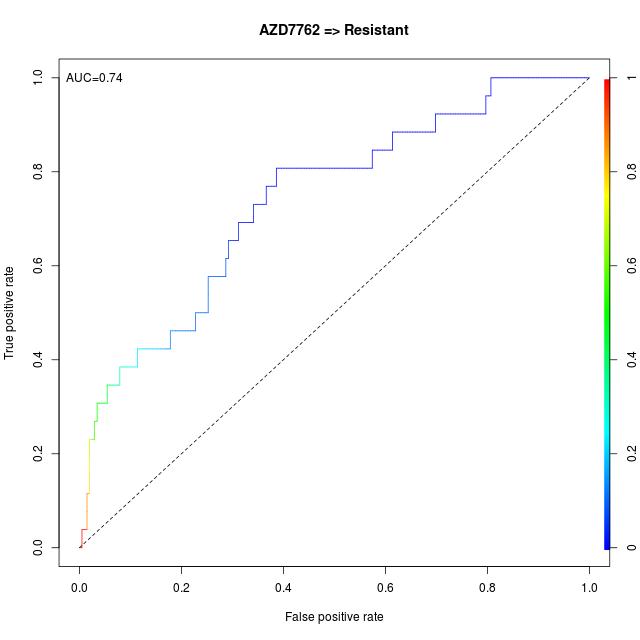 AZD7762 => Resistant
AUC=0.74
True positive rate
1.0
0.8
0.6
0.4
0.2
0.0
1
0.8
0.6
0.4
0.2
0
0.0 0.2 0.4 0.6 0.8 1.0
False positive rate